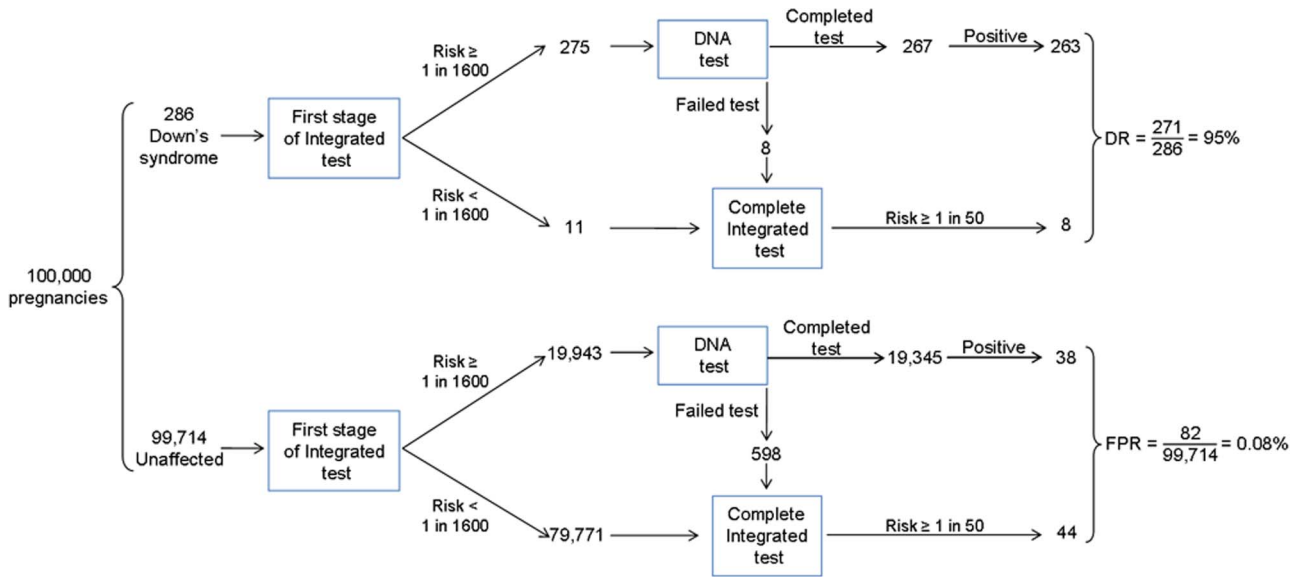 100,000
pregnancies
286
Down's
syndrome
First stage
of Integrated
test
Risk ≥
1 in 1600
275
DNA
test
Completed
test
267
Positive
263
Failed test
8
Risk <
1 in 1600
11
Complete
Integrated
test
Risk ≥ 1 in 50
8
DR = 271/286 = 95%
99,714
Unaffected
First stage
of Integrated
test
Risk ≥
1 in 1600
19,943
DNA
test
Completed
test
19,345
Positive
38
Failed test
598
Risk <
1 in 1600
79,771
Complete
Integrated
test
Risk ≥ 1 in 50
44
FPR = 82/99,714 = 0.08%